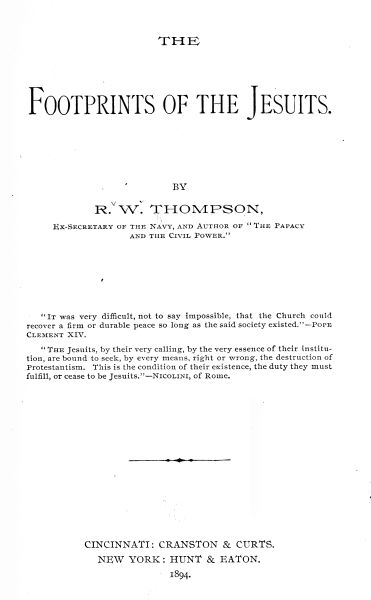 THE
FOOTPRINTS OF THE JESUITS.
BY
R. W. THOMPSON,
EX-SECRETARY OF THE NAVY, AND AUTHOR OF "THE PAPACY
AND THE CIVIL POWER."
"IT was very difficult, not to say impossible, that the Church could
recover a firm or durable peace so long as the said society existed."—POPE
CLEMENT XIV.
"THE Jesuits, by their very calling, by the very essence of their institu-
tion, are bound to seek, by every means, right or wrong, the destruction of
Protestantism. This is the condition of their existence, the duty they must
fulfill, or cease to be Jesuits."—NICOLINI, of Rome.
CINCINNATI: CRANSTON & CURTS.
NEW YORK: HUNT & EATON.
1894.